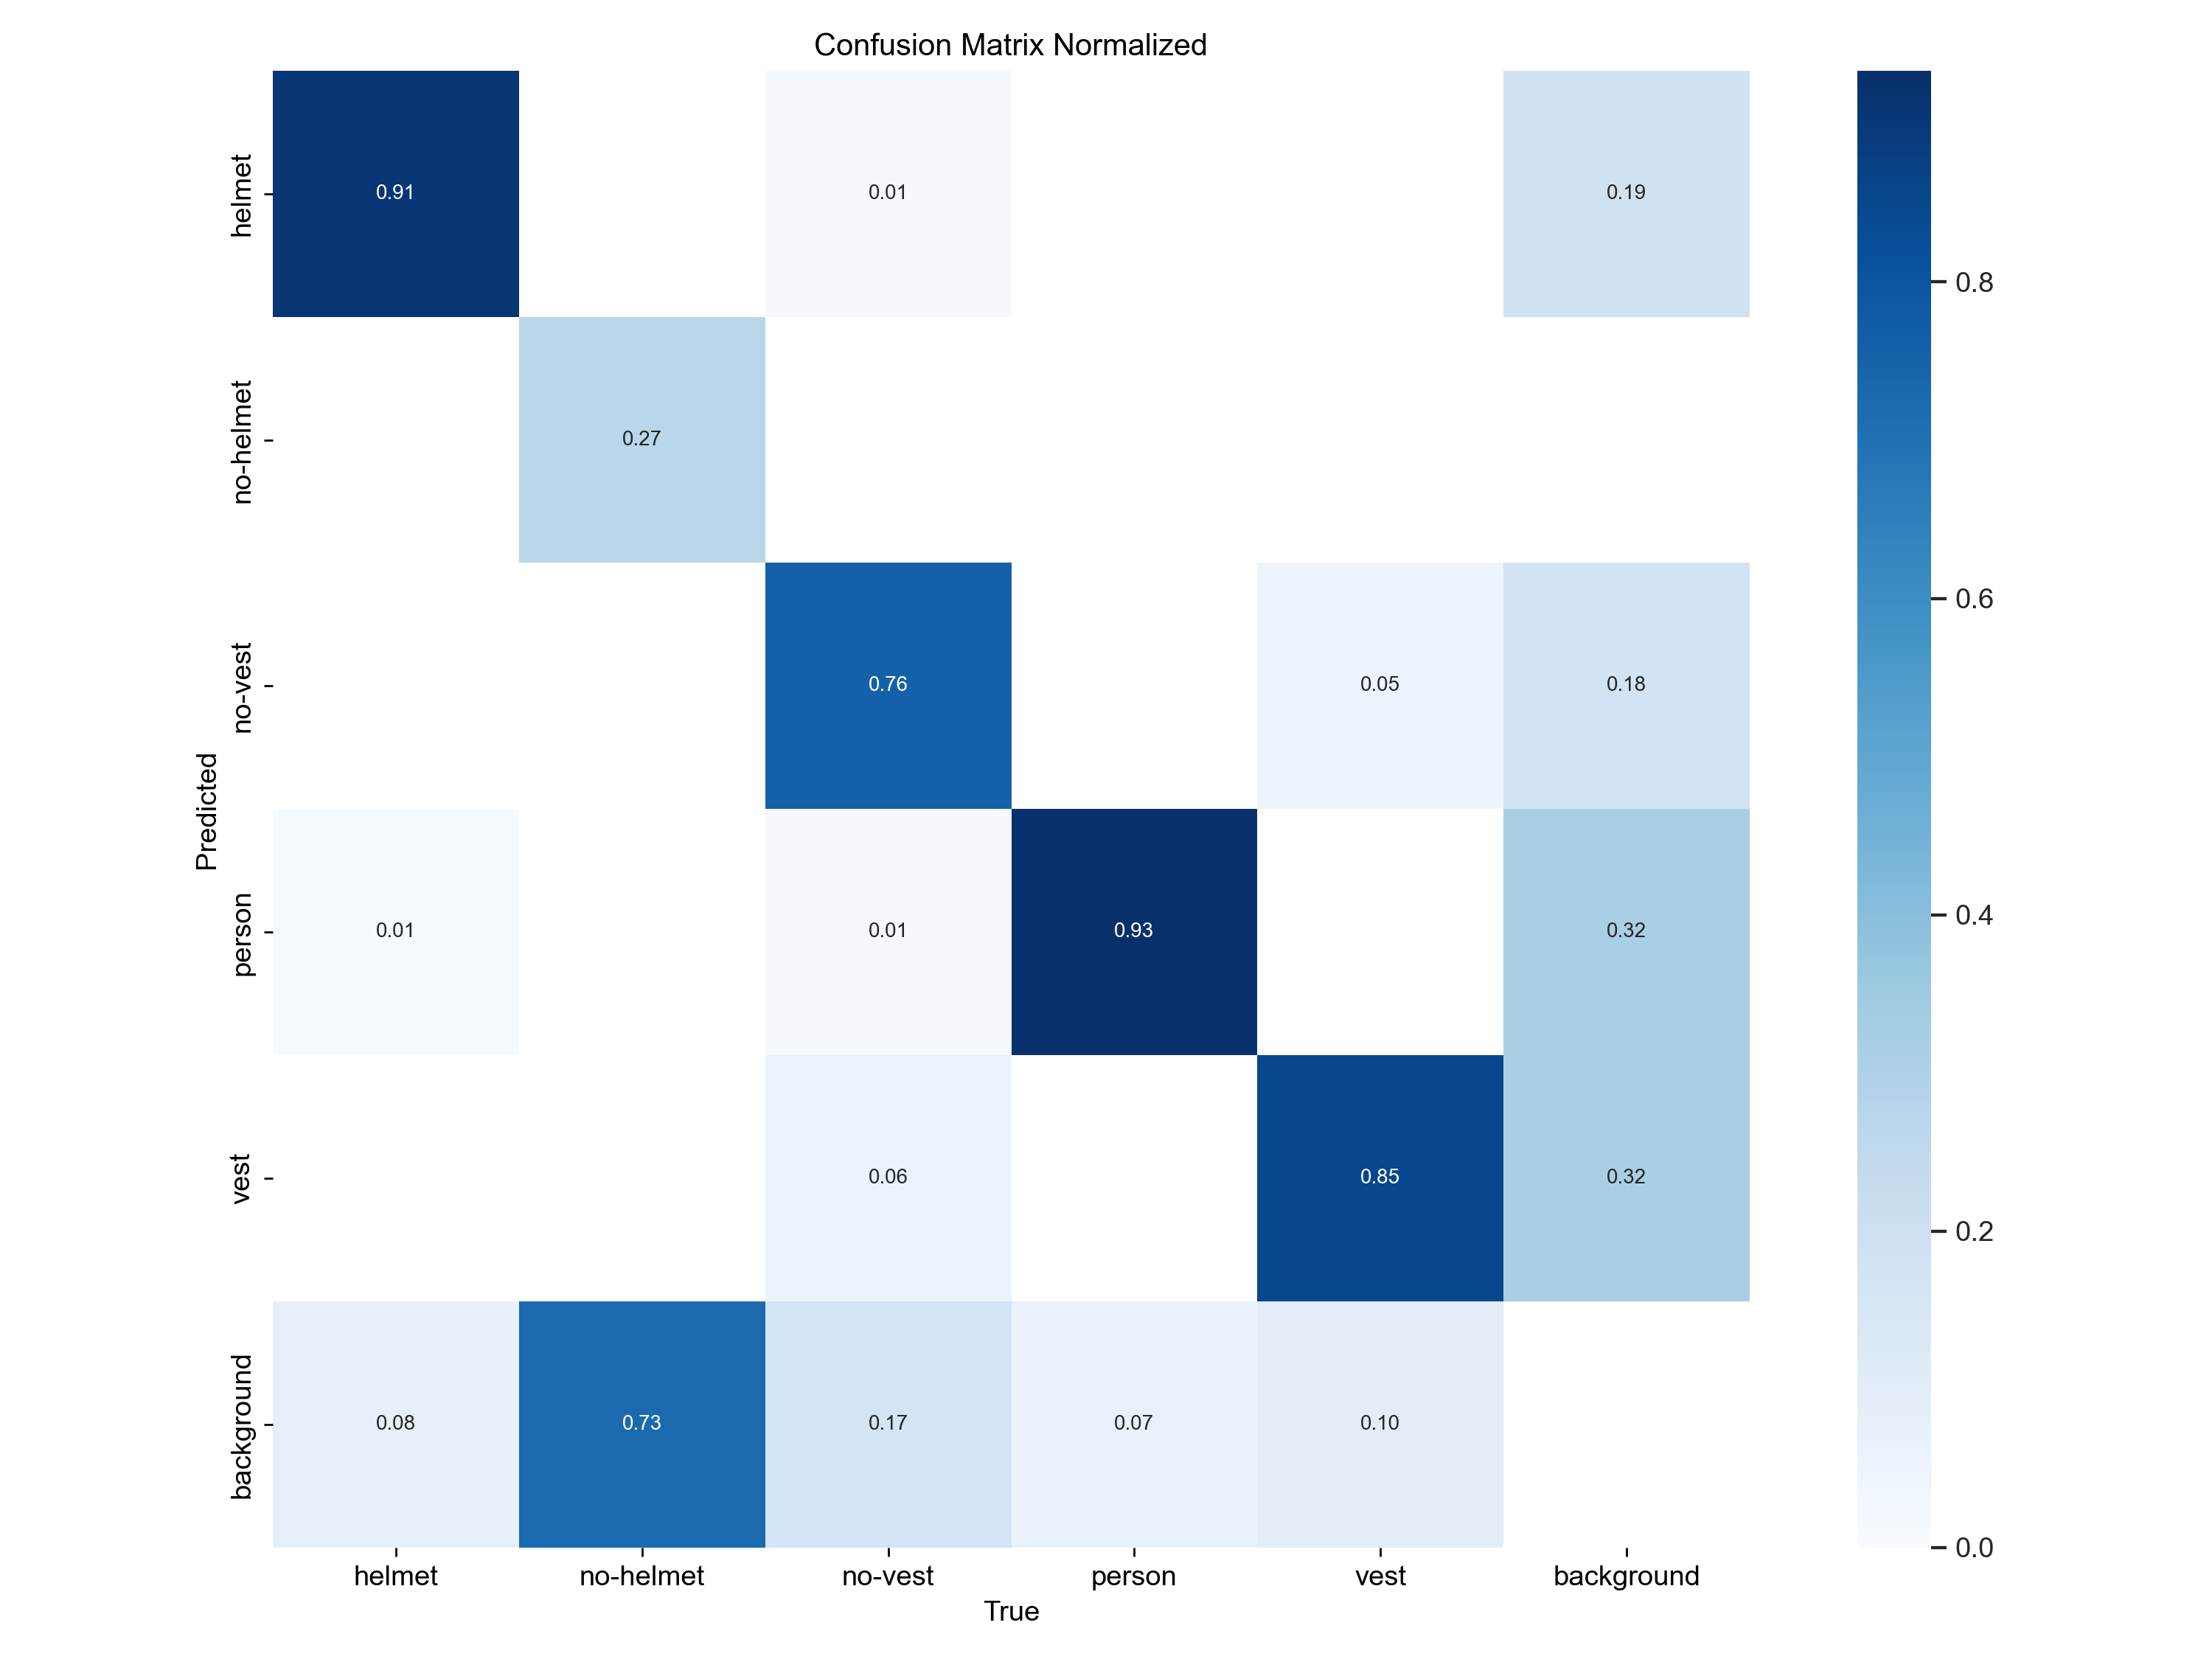 Confusion Matrix Normalized
helmet
0.91
0.01
0.19
no-helmet
0.27
no-vest
0.76
0.05
0.18
person
0.01
0.01
0.93
0.32
vest
0.06
0.85
0.32
background
0.08
0.73
0.17
0.07
0.10
Predicted
helmet
no-helmet
no-vest
person
vest
background
True
0.8
0.6
0.4
0.2
0.0